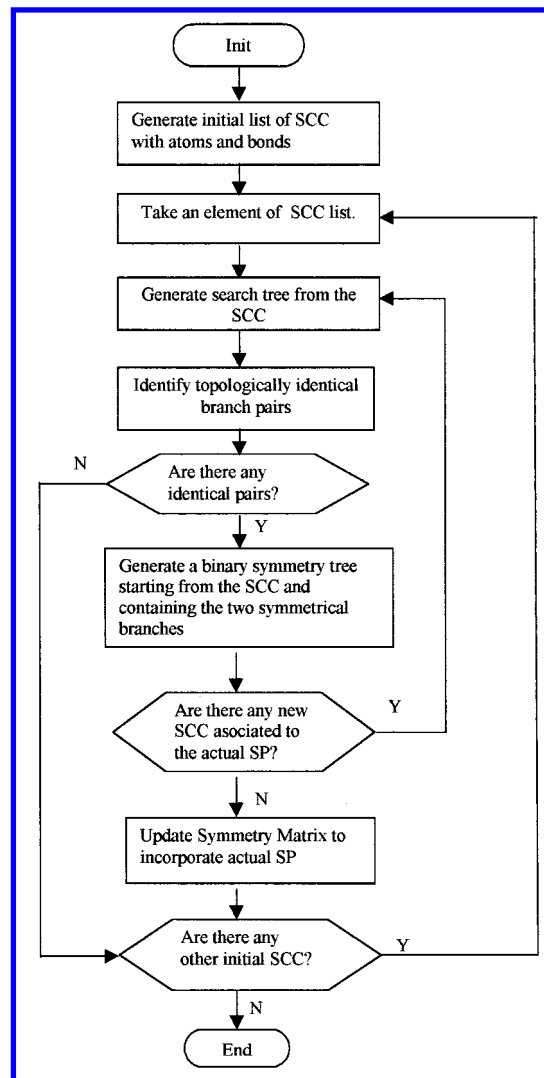 Init
Generate initial list of SCC
with atoms and bonds
Take an element of SCC list.
Generate search tree from the
SCC
Identify topologically identical
branch pairs
N
Are there any
identical pairs?
Y
Generate a binary symmetry tree
starting from the SCC and
containing the two symmetrical
branches
Are there any new
SCC asociated to
the actual SP?
Y
N
Update Symmetry Matrix to
incorporate actual SP
Are there any
other initial SCC?
Y
N
End